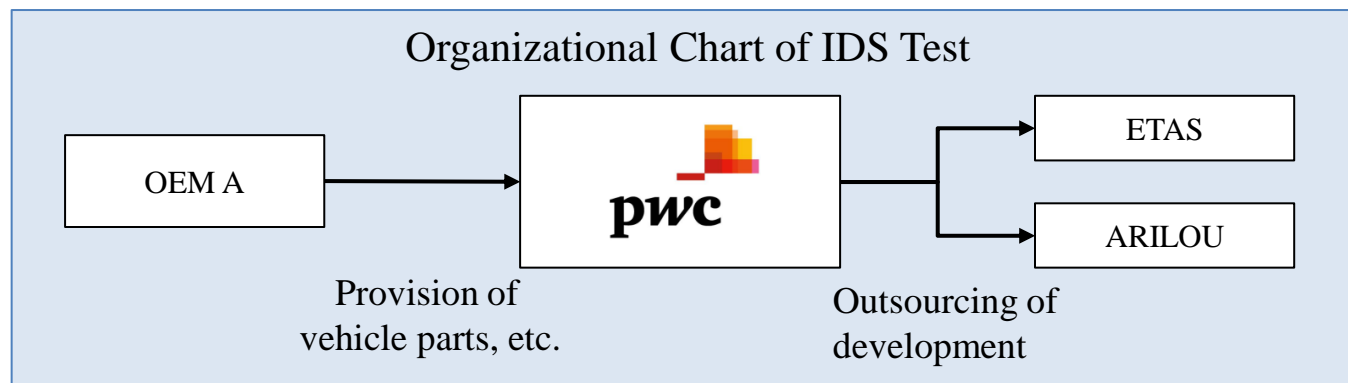 Organizational Chart of IDS Test
OEM A
pwc
ETAS
ARILOU
Provision of
vehicle parts, etc.
Outsourcing of
development